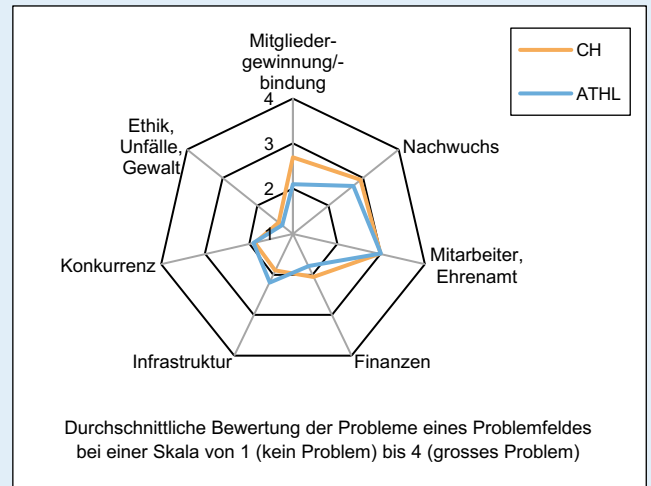 Mitglieder-
gewinnung/-
bindung
CH
ATHL
4
3
2
1
Ethik,
Unfälle,
Gewalt
Nachwuchs
Konkurrenz
Mitarbeiter,
Ehrenamt
Infrastruktur
Finanzen
Durchschnittliche Bewertung der Probleme eines Problemfeldes
bei einer Skala von 1 (kein Problem) bis 4 (grosses Problem)